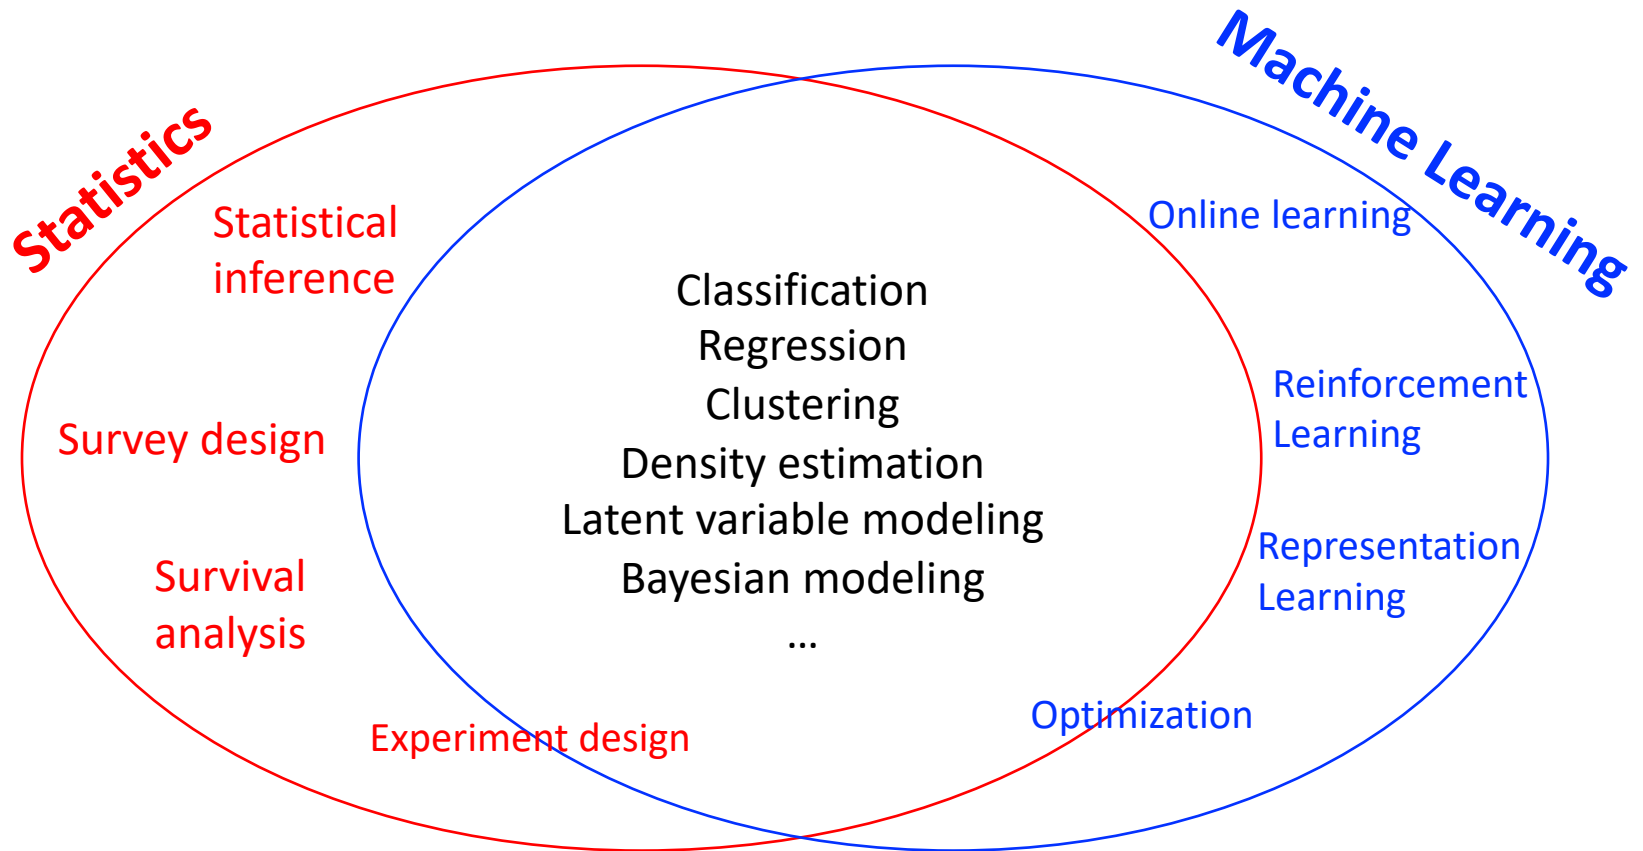 Statistics
Machine Learning
Statistical
inference
Survey design
Survival
analysis
Experiment design
Classification
Regression
Clustering
Density estimation
Latent variable modeling
Bayesian modeling
...
Online learning
Reinforcement
Learning
Representation
Learning
Optimization